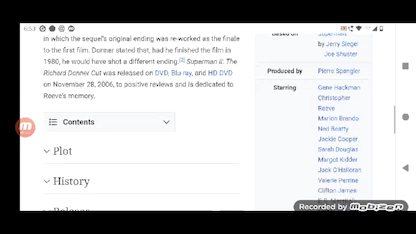 6:53
in which the sequel's original ending was re-worked as the finale
to the first film. Donner stated that, had he finished the film in
1980, he would have shot a different ending.[3] Superman II: The
Richard Donner Cut was released on DVD, Blu-ray, and HD DVD
on November 28, 2006, to positive reviews and is dedicated to
Reeve's memory.
Contents
Plot
History
Based on
Superman
by Jerry Siegel
Joe Shuster
Produced by
Pierre Spengler
Starring
Gene Hackman
Christopher
Reeve
Marlon Brando
Ned Beatty
Jackie Cooper
Sarah Douglas
Margot Kidder
Jack O'Halloran
Valerie Perrine
Clifton James
Recorded by
Mobizen